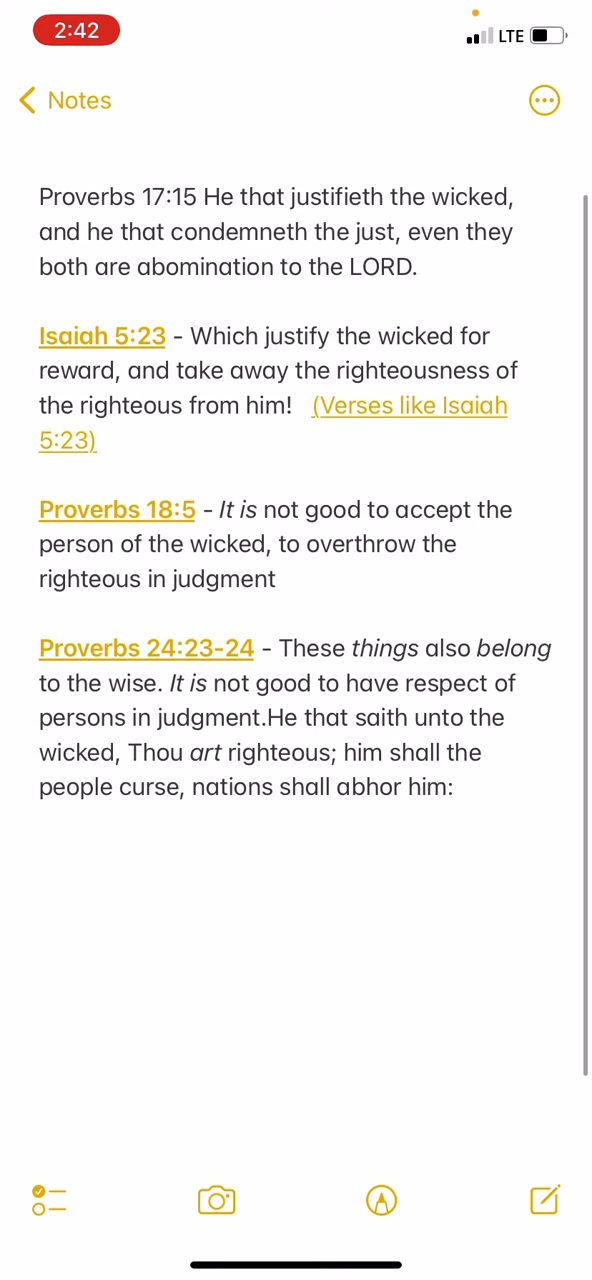 2:42
LTE
Notes
Proverbs 17:15 He that justifieth the wicked,
and he that condemneth the just, even they
both are abomination to the LORD.
Isaiah 5:23 - Which justify the wicked for
reward, and take away the righteousness of
the righteous from him!   (Verses like Isaiah
5:23)
Proverbs 18:5 - It is not good to accept the
person of the wicked, to overthrow the
righteous in judgment
Proverbs 24:23-24 - These things also belong
to the wise. It is not good to have respect of
persons in judgment.He that saith unto the
wicked, Thou art righteous; him shall the
people curse, nations shall abhor him: